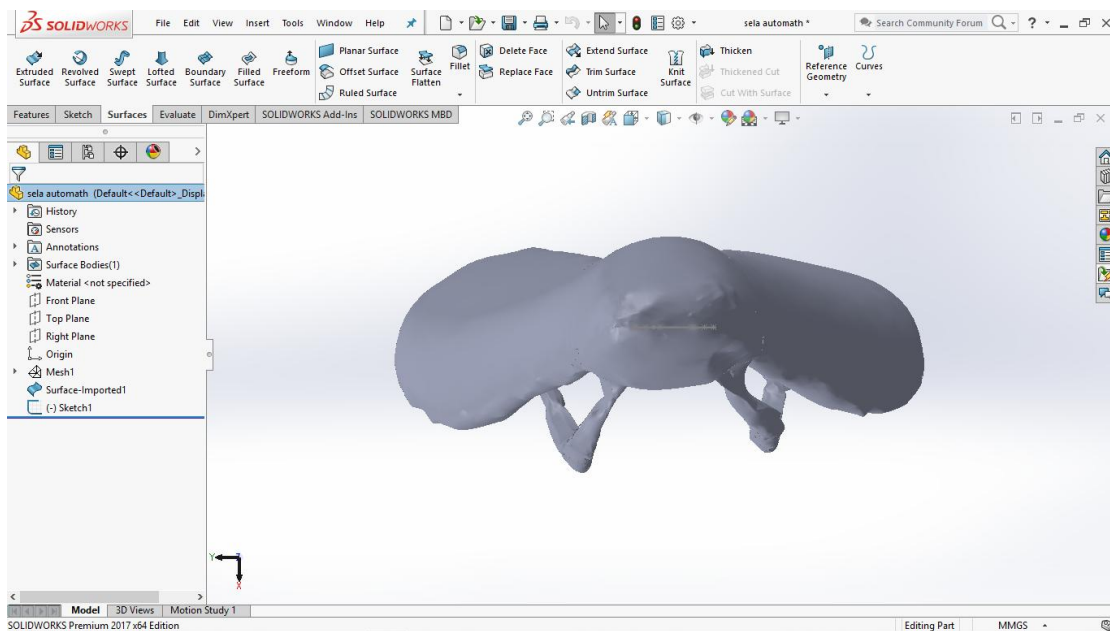 SOLIDWORKS File Edit View Insert Tools Window Help sela automath * Search Community Forum
Extruded Surface
Revolved Surface
Swept Surface
Lofted Surface
Boundary Surface
Filled Surface
Freeform
Planar Surface
Offset Surface
Ruled Surface
Surface Flatten
Fillet
Delete Face
Replace Face
Extend Surface
Trim Surface
Untrim Surface
Knit Surface
Thicken
Thickened Cut
Cut With Surface
Reference Geometry
Curves
Features Sketch Surfaces Evaluate DimXpert SOLIDWORKS Add-Ins SOLIDWORKS MBD
sela automath (Default<<Default>_Displ
History
Sensors
A Annotations
Surface Bodies(1)
Material <not specified>
Front Plane
Top Plane
Right Plane
Origin
Mesh1
Surface-Imported1
(-) Sketch1
Y
X
Model 3D Views Motion Study 1
SOLIDWORKS Premium 2017 x64 Edition Editing Part MMGS